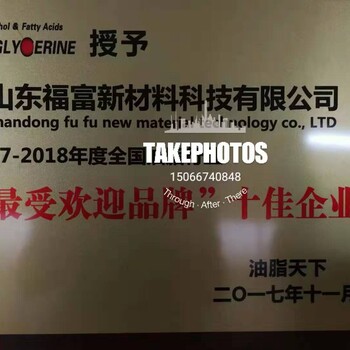 hol & Fatty Acids
GLYCERINE 授予
山东福富新材料科技有限公司
handong fu fu new material technology co., LTD
7-2018年度全国
TAKEPHOTOS
15066740848
Through · After · There
最受欢迎品牌”十佳企业
油脂天下
二〇一七年十一月